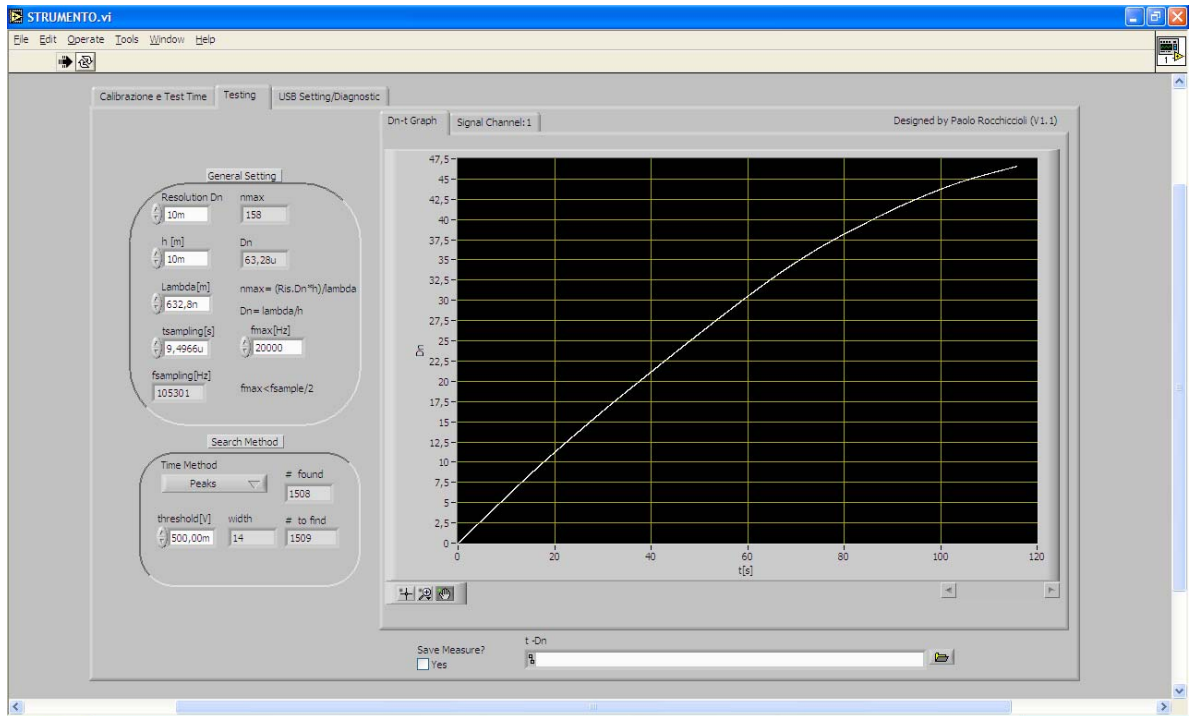 STRUMENTO.vi
File Edit Operate Tools Window Help
1
Calibrazione e Test Time Testing USB Setting/Diagnostic
Dn-t Graph Signal Channel:1 Designed by Paolo Rocchiccioli (V1.1)
General Setting
Resolution Dn nmax
10m 158
h [m] Dn
10m 63,28u
Lambda[m] nmax= (Ris.Dn*h)/lambda
632,8n Dn= lambda/h
tsampling[s] fmax[Hz]
9,4966u 20000
fsampling[Hz]
105301 fmax<fsample/2
Search Method
Time Method # found
Peaks 1508
threshold[V] width # to find
500,00m 14 1509
47,5
45
42,5
40
37,5
35
32,5
30
27,5
25
22,5
20
17,5
15
12,5
10
7,5
5
2,5
0
Dn
0 20 40 60 80 100 120
t[s]
Save Measure? t -Dn
Yes